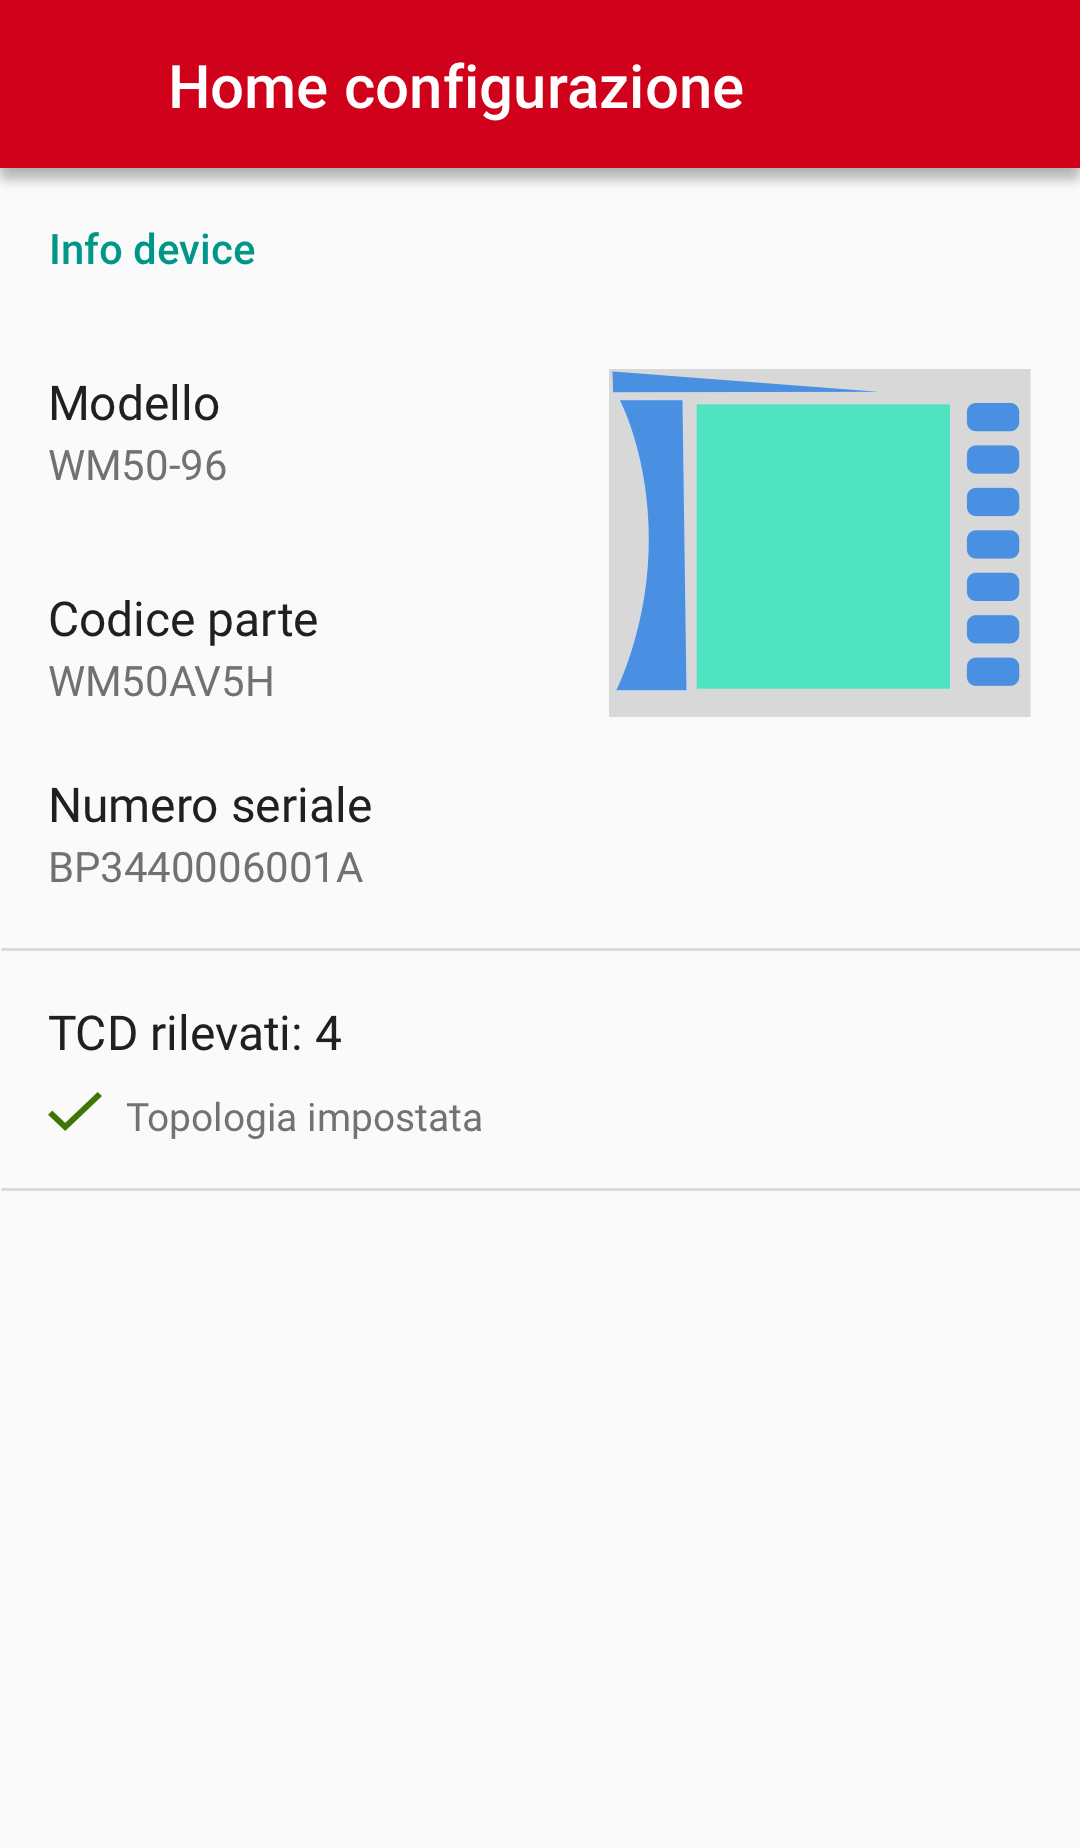 Home configurazione
Info device
Modello
WM50-96
Codice parte
WM50AV5H
Numero seriale
BP3440006001A
TCD rilevati: 4
Topologia impostata